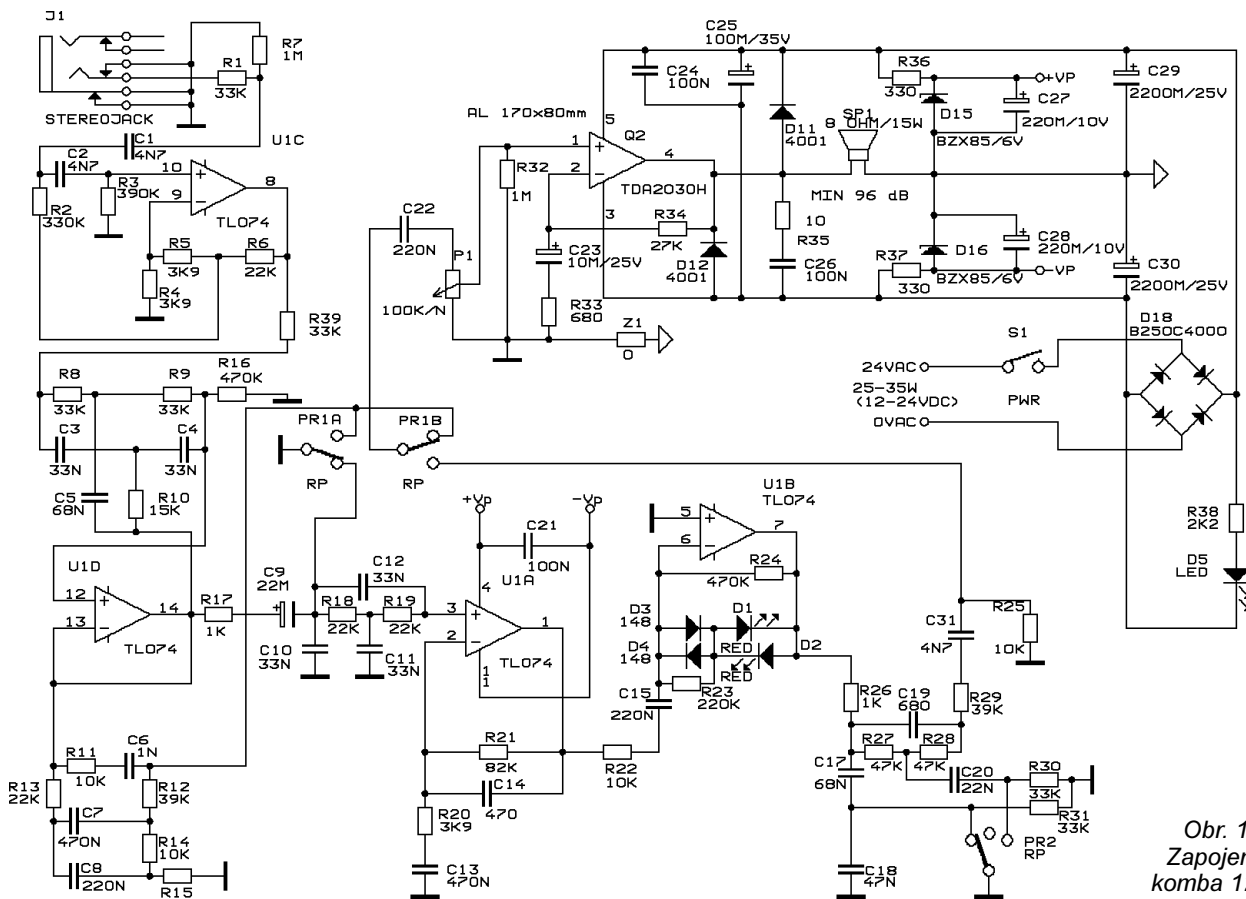 J1
R7
1M
R1
33K
STEREOJACK
C1
4N7
C2
4N7
R3
390K
R2
330K
U1C
10
9
8
TL074
R5
3K9
R6
22K
R4
3K9
R39
33K
R8
33K
R9
33K
R16
470K
C3
33N
C4
33N
C5
68N
R10
15K
U1D
12
13
14
TL074
R17
1K
C9
22M
+
R11
10K
C6
1N
R13
22K
R12
39K
C7
470N
R14
10K
C8
220N
R15
C25
100M/35V
C24
100N
AL 170x80mm
Q2
5
1
2
3
4
TDA2030H
R32
1M
C22
220N
P1
100K/N
C23
10M/25V
R33
680
R34
27K
D11
4001
D12
4001
R35
10
C26
100N
SP1
8 OHM/15W
MIN 96 dB
Z1
0
R36
330
D15
BZX85/6V
+VP
C27
220M/10V
C29
2200M/25V
R37
330
D16
BZX85/6V
-VP
C28
220M/10V
C30
2200M/25V
S1
PWR
24VAC
25-35W
(12-24VDC)
0VAC
D18
B250C4000
R38
2K2
D5
LED
PR1A
RP
PR1B
RP
+Vp
-Vp
C21
100N
C12
33N
U1A
4
3
2
1
1
1
TL074
R18
22K
R19
22K
C10
33N
C11
33N
R21
82K
C14
470
R20
3K9
C13
470N
R22
10K
U1B
TL074
5
6
7
R24
470K
D3
148
D1
D4
148
RED
D2
RED
R23
220K
C15
220N
C31
4N7
R25
10K
R26
1K
C19
680
R29
39K
R27
47K
R28
47K
C17
68N
C20
22N
R30
33K
R31
33K
C18
47N
PR2
RP
Obr. 1
Zapojen
komba 1